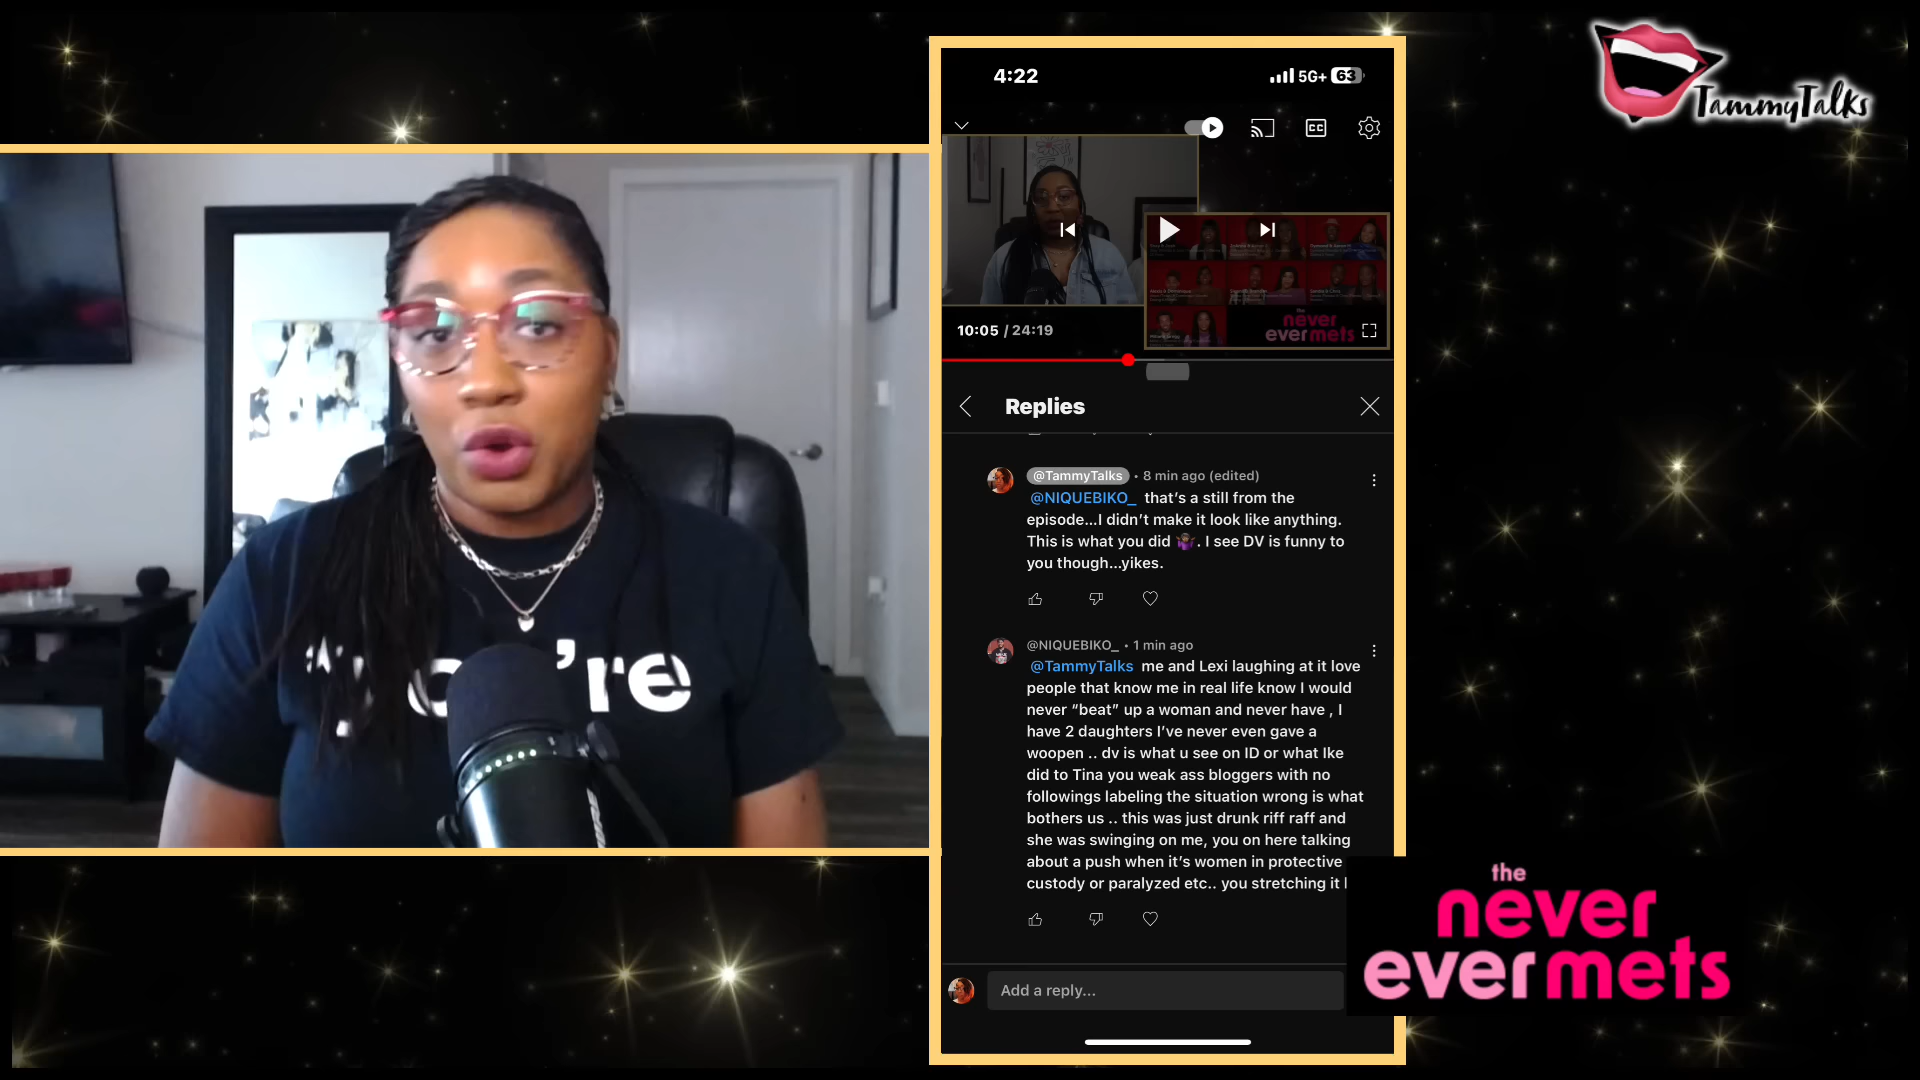 4:22
5G+
63
TammyTalks
CC
10:05 / 24:19
never
ever mets
Replies
@TammyTalks • 8 min ago (edited)
@NIQUEBIKO_ that's a still from the
episode...I didn't make it look like anything.
This is what you did 🤷🏾‍♀️. I see DV is funny to
you though...yikes.
@NIQUEBIKO_ • 1 min ago
@TammyTalks me and Lexi laughing at it love
people that know me in real life know I would
never “beat” up a woman and never have , I
have 2 daughters I've never even gave a
woopen .. dv is what u see on ID or what Ike
did to Tina you weak ass bloggers with no
followings labeling the situation wrong is what
bothers us .. this was just drunk riff raff and
she was swinging on me, you on here talking
about a push when it's women in protective
custody or paralyzed etc.. you stretching it
Add a reply...
're
the
never
ever mets